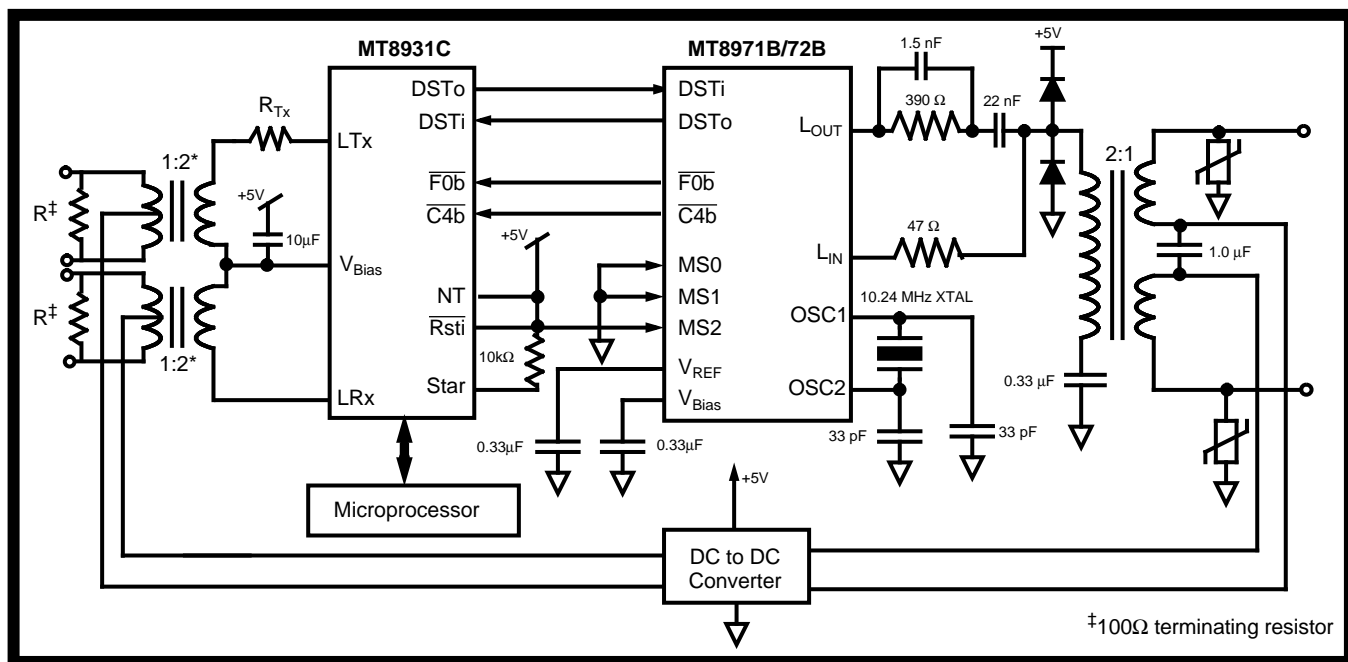 MT8931C
MT8971B/72B
+5V
1.5 nF
DSTo
DSTi
390 Ω
22 nF
R_Tx
DSTi
DSTo
L_OUT
LTx
1:2*
2:1
F0b
F0b
R‡
+5V
C4b
C4b
10μF
+5V
47 Ω
1.0 μF
V_Bias
MS0
L_IN
NT
MS1
10.24 MHz XTAL
R‡
Rsti
MS2
OSC1
1:2*
10kΩ
V_REF
0.33 μF
Star
OSC2
LRx
V_Bias
33 pF
33 pF
0.33μF
0.33μF
+5V
Microprocessor
DC to DC
Converter
‡100Ω terminating resistor